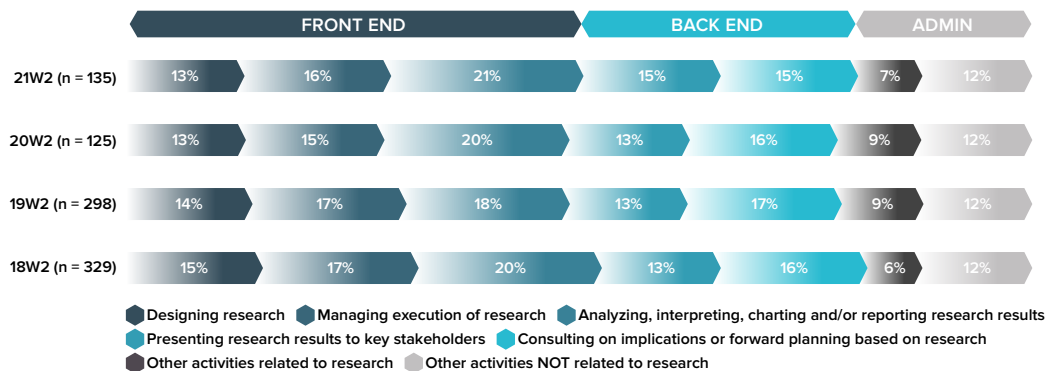 FRONT END BACK END ADMIN
21W2 (n = 135) 13% 16% 21% 15% 15% 7% 12%
20W2 (n = 125) 13% 15% 20% 13% 16% 9% 12%
19W2 (n = 298) 14% 17% 18% 13% 17% 9% 12%
18W2 (n = 329) 15% 17% 20% 13% 16% 6% 12%
Designing research Managing execution of research Analyzing, interpreting, charting and/or reporting research results
Presenting research results to key stakeholders Consulting on implications or forward planning based on research
Other activities related to research Other activities NOT related to research